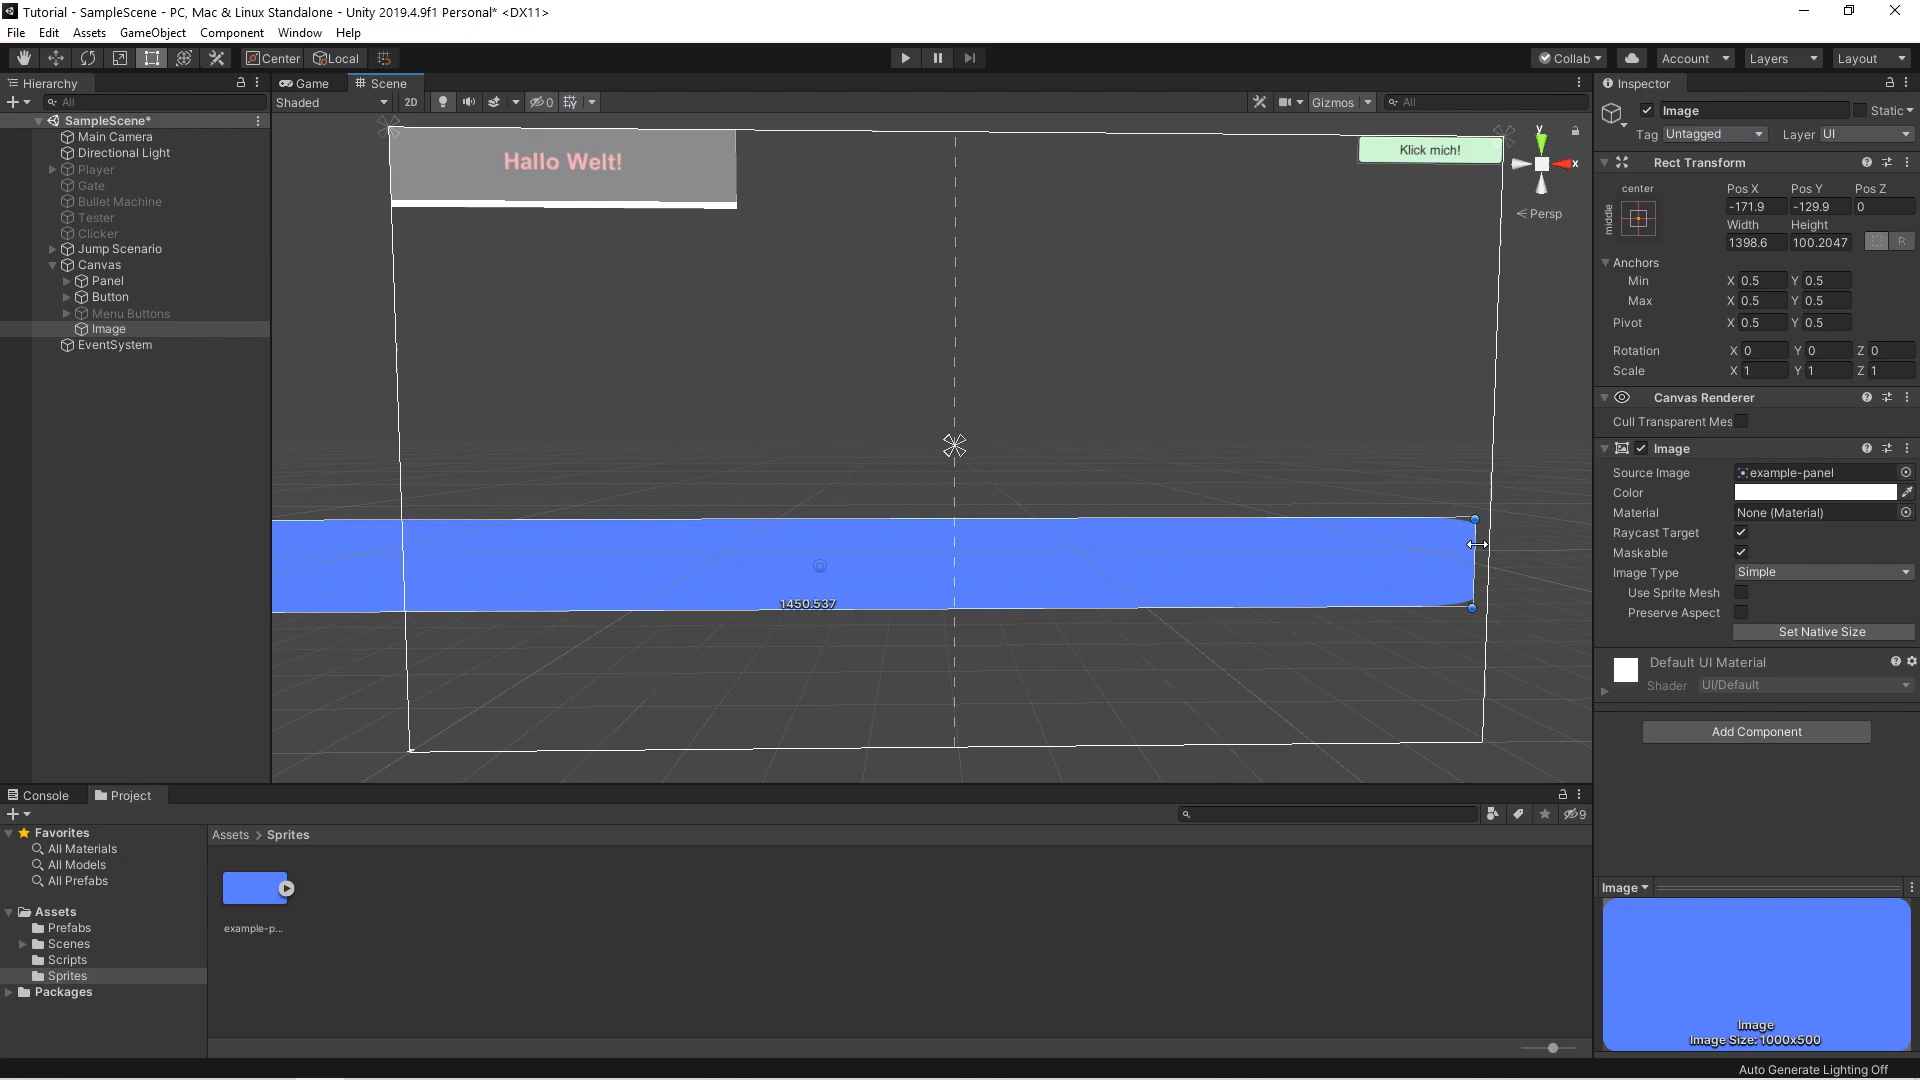 Tutorial - SampleScene - PC, Mac & Linux Standalone - Unity 2019.4.9f1 Personal* <DX11>
File Edit Assets GameObject Component Window Help
Center Local Collab Account Layers Layout
Hierarchy Game Scene Inspector
All Shaded 2D 0 Gizmos All Image Static
SampleScene*
Main Camera
Directional Light
Player
Gate
Bullet Machine
Tester
Clicker
Jump Scenario
Canvas
Panel
Button
Menu Buttons
Image
EventSystem
Hallo Welt!
Klick mich!
y
x
Persp
1450.537
Tag Untagged Layer UI
Rect Transform
center Pos X Pos Y Pos Z
middle -171.9 -129.9 0
Width Height
1398.6 100.2047 R
Anchors
Min X 0.5 Y 0.5
Max X 0.5 Y 0.5
Pivot X 0.5 Y 0.5
Rotation X 0 Y 0 Z 0
Scale X 1 Y 1 Z 1
Canvas Renderer
Cull Transparent Mes
Image
Source Image example-panel
Color
Material None (Material)
Raycast Target
Maskable
Image Type Simple
Use Sprite Mesh
Preserve Aspect
Set Native Size
Default UI Material
Shader UI/Default
Add Component
Console Project
9
Favorites Assets > Sprites
All Materials
All Models
All Prefabs
Assets
Prefabs
Scenes
Scripts
Sprites
Packages
example-p...
Image
Image
Image Size: 1000x500
Auto Generate Lighting Off